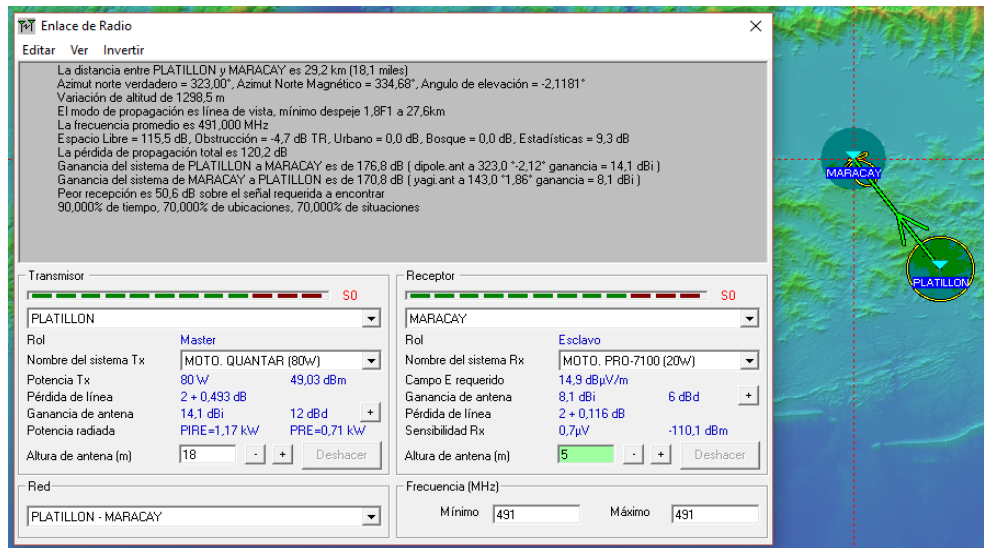 Enlace de Radio
Editar Ver Invertir
La distancia entre PLATILLON y MARACAY es 29,2 km (18,1 miles)
Azimut norte verdadero = 323,00°, Azimut Norte Magnético = 334,68°, Angulo de elevación = -2,1181°
Variación de altitud de 1298,5 m
El modo de propagación es línea de vista, mínimo despeje 1,8F1 a 27,6km
La frecuencia promedio es 491,000 MHz
Espacio Libre = 115,5 dB, Obstrucción = -4,7 dB TR, Urbano = 0,0 dB, Bosque = 0,0 dB, Estadísticas = 9,3 dB
La pérdida de propagación total es 120,2 dB
Ganancia del sistema de PLATILLON a MARACAY es de 176,8 dB ( dipole.ant a 323,0 °-2,12° ganancia = 14,1 dBi )
Ganancia del sistema de MARACAY a PLATILLON es de 170,8 dB ( yagi.ant a 143,0 °1,86° ganancia = 8,1 dBi )
Peor recepción es 50,6 dB sobre el señal requerida a encontrar
90,000% de tiempo, 70,000% de ubicaciones, 70,000% de situaciones
Transmisor
S0
PLATILLON
Rol Master
Nombre del sistema Tx MOTO. QUANTAR (80W)
Potencia Tx 80 W 49,03 dBm
Pérdida de línea 2 + 0,493 dB
Ganancia de antena 14,1 dBi 12 dBd +
Potencia radiada PIRE=1,17 kW PRE=0,71 kW
Altura de antena (m) 18 - + Deshacer
Receptor
S0
MARACAY
Rol Esclavo
Nombre del sistema Rx MOTO. PRO-7100 (20W)
Campo E requerido 14,9 dBµV/m
Ganancia de antena 8,1 dBi 6 dBd +
Pérdida de línea 2 + 0,116 dB
Sensibilidad Rx 0,7µV -110,1 dBm
Altura de antena (m) 5 - + Deshacer
Red
PLATILLON - MARACAY
Frecuencia (MHz)
Mínimo 491 Máximo 491
MARACAY
PLATILLON